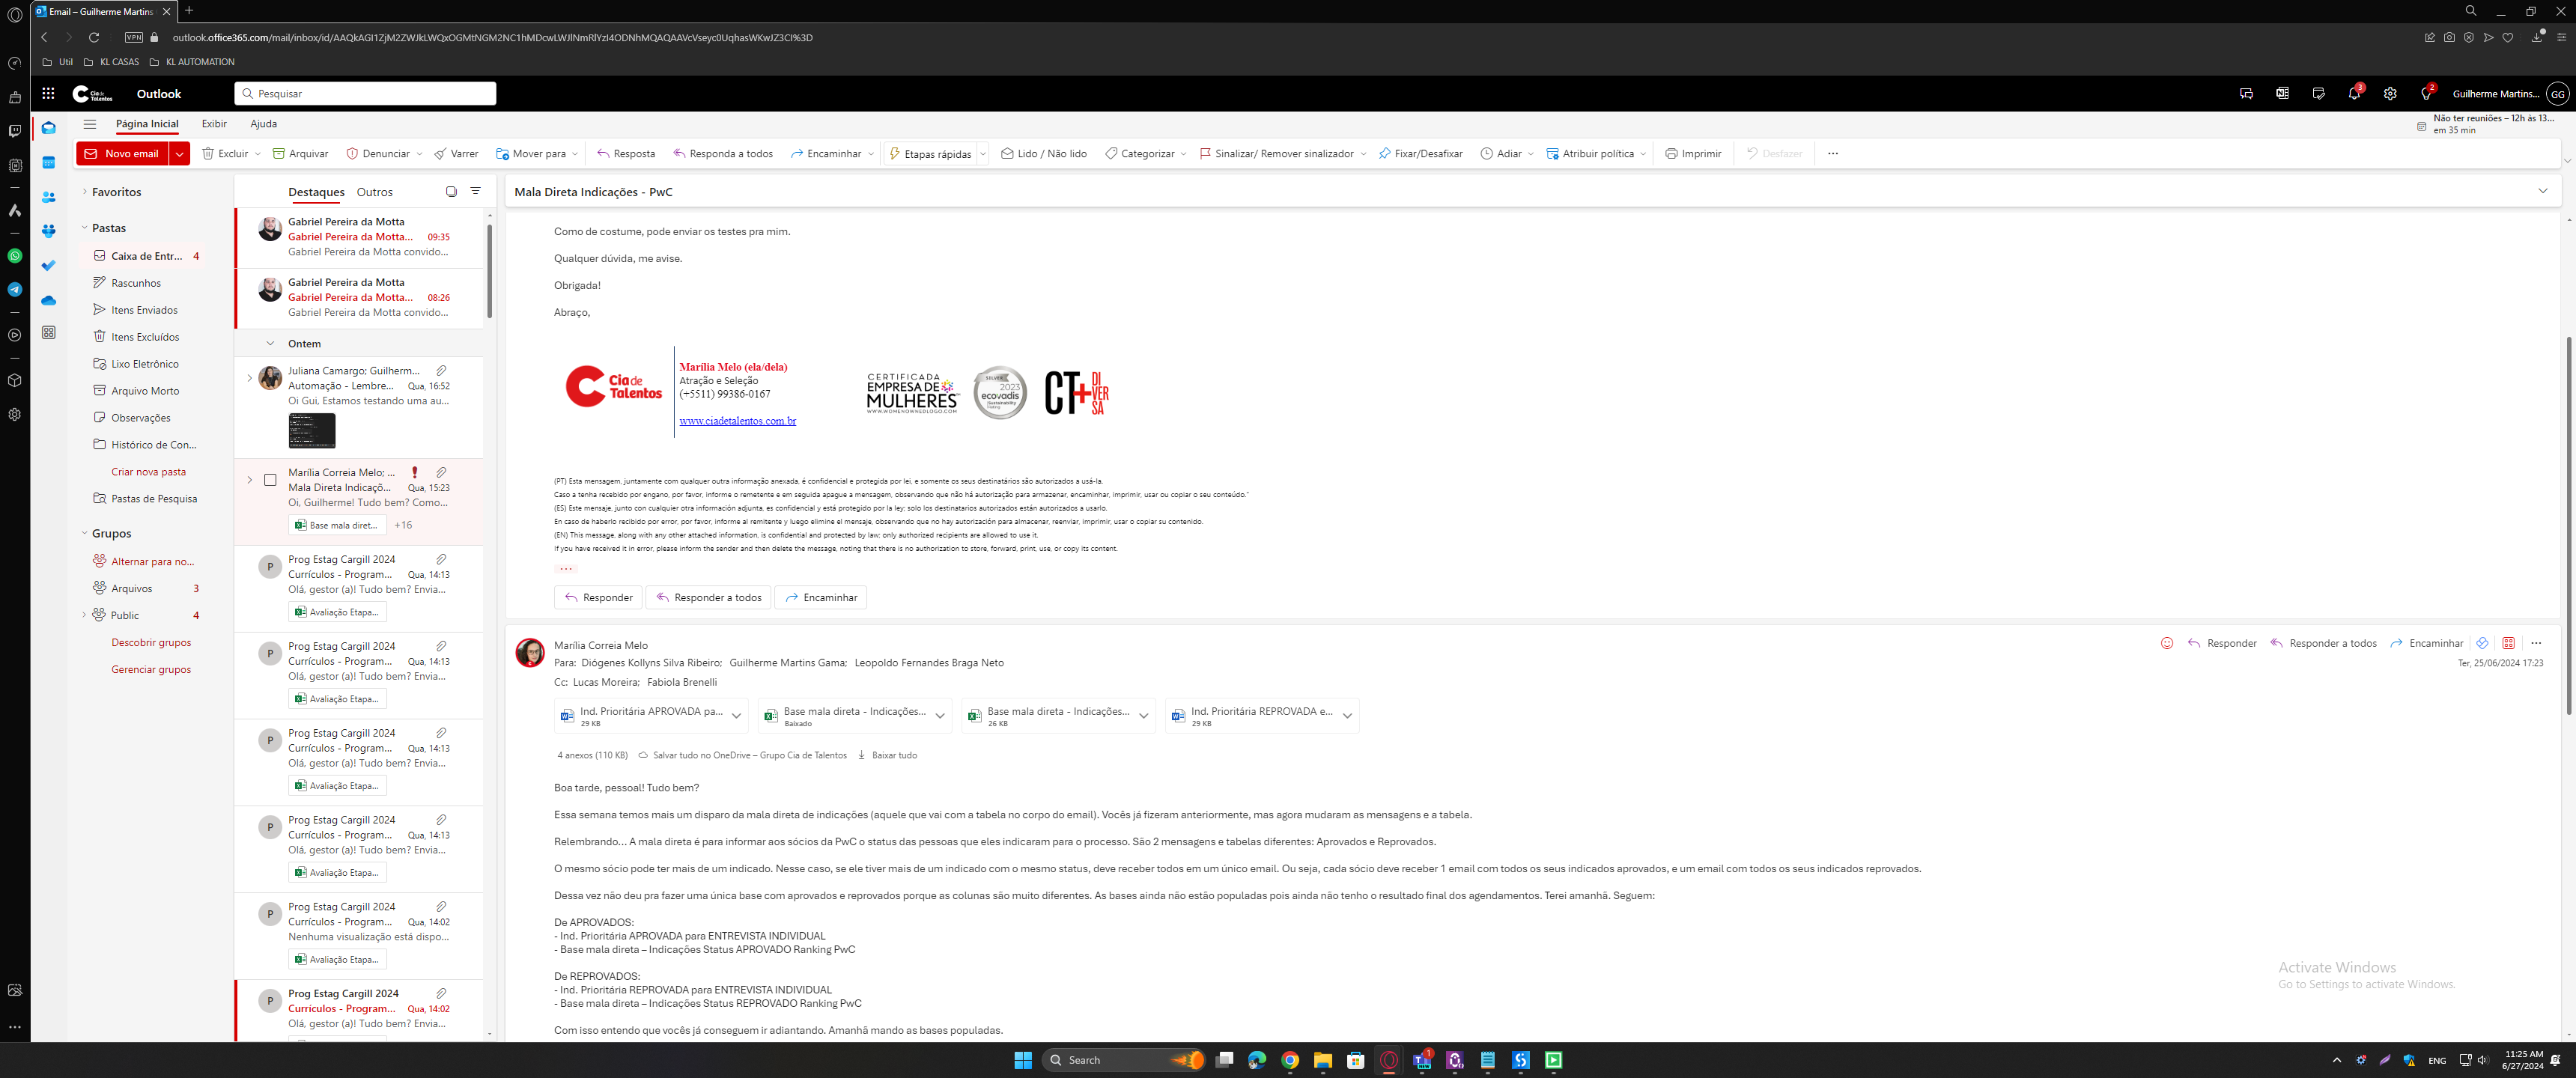 Email – Guilherme Martins
outlook.office365.com/mail/inbox/id/AAQkAGI1ZjM2ZWJkLWQxOGMtNGM2NC1hMDcwLWJlNmRlYzI4ODNhMQAQAAVcVseyc0UqhasWKwJZ3CI%3D
VPN
Util
KL CASAS
KL AUTOMATION
Cia de Talentos
Outlook
Pesquisar
3
2
Guilherme Martins...
GG
Página Inicial
Exibir
Ajuda
Não ter reuniões – 12h às 13...
em 35 min
Novo email
Excluir
Arquivar
Denunciar
Varrer
Mover para
Resposta
Responda a todos
Encaminhar
Etapas rápidas
Lido / Não lido
Categorizar
Sinalizar/ Remover sinalizador
Fixar/Desafixar
Adiar
Atribuir política
Imprimir
Desfazer
Favoritos
Pastas
Caixa de Entr... 4
Rascunhos
Itens Enviados
Itens Excluídos
Lixo Eletrônico
Arquivo Morto
Observações
Histórico de Con...
Criar nova pasta
Pastas de Pesquisa
Grupos
Alternar para no...
Arquivos 3
Public 4
Descobrir grupos
Gerenciar grupos
Destaques
Outros
Gabriel Pereira da Motta
Gabriel Pereira da Motta... 09:35
Gabriel Pereira da Motta convido...
Gabriel Pereira da Motta
Gabriel Pereira da Motta... 08:26
Gabriel Pereira da Motta convido...
Ontem
Juliana Camargo; Guilherm...
Automação - Lembre... Qua, 16:52
Oi Gui, Estamos testando uma au...
Marília Correia Melo; ...
Mala Direta Indicaçõ... Qua, 15:23
Oi, Guilherme! Tudo bem? Como...
Base mala diret... +16
P
Prog Estag Cargill 2024
Currículos - Program... Qua, 14:13
Olá, gestor (a)! Tudo bem? Envia...
Avaliação Etapa...
P
Prog Estag Cargill 2024
Currículos - Program... Qua, 14:13
Olá, gestor (a)! Tudo bem? Envia...
Avaliação Etapa...
P
Prog Estag Cargill 2024
Currículos - Program... Qua, 14:13
Olá, gestor (a)! Tudo bem? Envia...
Avaliação Etapa...
P
Prog Estag Cargill 2024
Currículos - Program... Qua, 14:13
Olá, gestor (a)! Tudo bem? Envia...
Avaliação Etapa...
P
Prog Estag Cargill 2024
Currículos - Program... Qua, 14:02
Nenhuma visualização está dispo...
Avaliação Etapa...
P
Prog Estag Cargill 2024
Currículos - Program... Qua, 14:02
Olá, gestor (a)! Tudo bem? Envia...
Mala Direta Indicações - PwC
Como de costume, pode enviar os testes pra mim.
Qualquer dúvida, me avise.
Obrigada!
Abraço,
Cia de Talentos
Marília Melo (ela/dela)
Atração e Seleção
(+5511) 99386-0167
www.ciadetalentos.com.br
CERTIFICADA
EMPRESA DE
MULHERES
WWW.WOMENOWNEDLOGO.COM
SILVER
2023
ecovadis
CT+DIVERSA
(PT) Esta mensagem, juntamente com qualquer outra informação anexada, é confidencial e protegida por lei, e somente os seus destinatários são autorizados a usá-la.
Caso a tenha recebido por engano, por favor, informe o remetente e em seguida apague a mensagem, observando que não há autorização para armazenar, encaminhar, imprimir, usar ou copiar o seu conteúdo."
(ES) Este mensaje, junto con cualquier otra información adjunta, es confidencial y está protegido por la ley; solo los destinatarios autorizados están autorizados a usarlo.
En caso de haberlo recibido por error, por favor, informe al remitente y luego elimine el mensaje, observando que no hay autorización para almacenar, reenviar, imprimir, usar o copiar su contenido.
(EN) This message, along with any other attached information, is confidential and protected by law; only authorized recipients are allowed to use it.
If you have received it in error, please inform the sender and then delete the message, noting that there is no authorization to store, forward, print, use, or copy its content.
Responder
Responder a todos
Encaminhar
Marília Correia Melo
Para: Diógenes Kollyns Silva Ribeiro; Guilherme Martins Gama; Leopoldo Fernandes Braga Neto
Cc: Lucas Moreira; Fabiola Brenelli
Responder
Responder a todos
Encaminhar
Ter, 25/06/2024 17:23
Ind. Prioritária APROVADA pa...
29 KB
Base mala direta - Indicações...
Baixado
Base mala direta - Indicações...
26 KB
Ind. Prioritária REPROVADA e...
29 KB
4 anexos (110 KB)
Salvar tudo no OneDrive – Grupo Cia de Talentos
Baixar tudo
Boa tarde, pessoal! Tudo bem?
Essa semana temos mais um disparo da mala direta de indicações (aquele que vai com a tabela no corpo do email). Vocês já fizeram anteriormente, mas agora mudaram as mensagens e a tabela.
Relembrando... A mala direta é para informar aos sócios da PwC o status das pessoas que eles indicaram para o processo. São 2 mensagens e tabelas diferentes: Aprovados e Reprovados.
O mesmo sócio pode ter mais de um indicado. Nesse caso, se ele tiver mais de um indicado com o mesmo status, deve receber todos em um único email. Ou seja, cada sócio deve receber 1 email com todos os seus indicados aprovados, e um email com todos os seus indicados reprovados.
Dessa vez não deu pra fazer uma única base com aprovados e reprovados porque as colunas são muito diferentes. As bases ainda não estão populadas pois ainda não tenho o resultado final dos agendamentos. Terei amanhã. Seguem:
De APROVADOS:
- Ind. Prioritária APROVADA para ENTREVISTA INDIVIDUAL
- Base mala direta – Indicações Status APROVADO Ranking PwC
De REPROVADOS:
- Ind. Prioritária REPROVADA para ENTREVISTA INDIVIDUAL
- Base mala direta – Indicações Status REPROVADO Ranking PwC
Com isso entendo que vocês já conseguem ir adiantando. Amanhã mando as bases populadas.
Activate Windows
Go to Settings to activate Windows.
Search
1
NEW
ENG
11:25 AM
6/27/2024